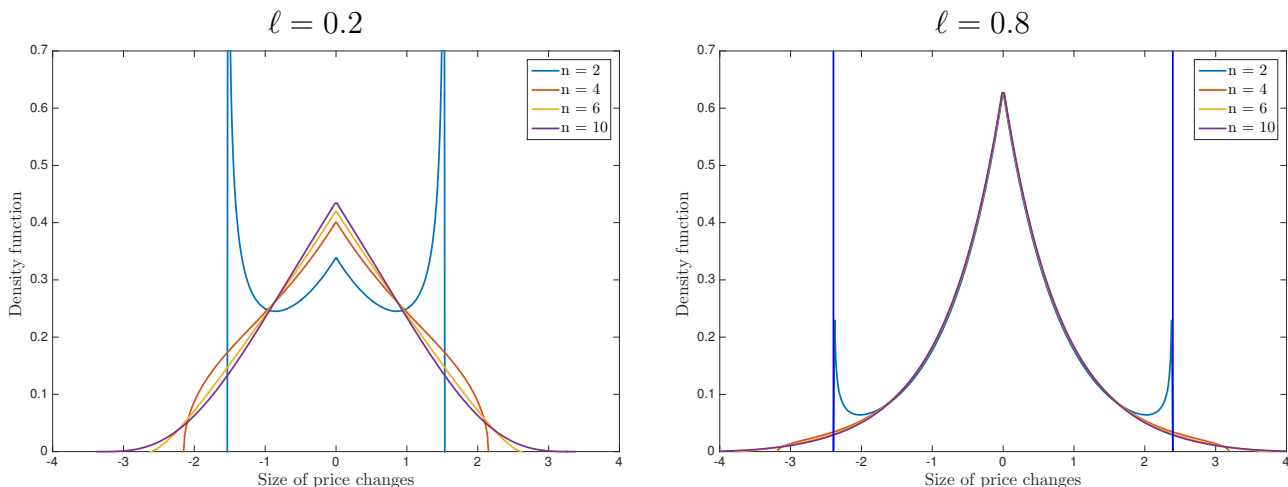 ℓ = 0.2
0.7
0.6
0.5
0.4
0.3
0.2
0.1
0
Density function
-4 -3 -2 -1 0 1 2 3 4
Size of price changes
n = 2
n = 4
n = 6
n = 10
ℓ = 0.8
0.7
0.6
0.5
0.4
0.3
0.2
0.1
0
Density function
-4 -3 -2 -1 0 1 2 3 4
Size of price changes
n = 2
n = 4
n = 6
n = 10